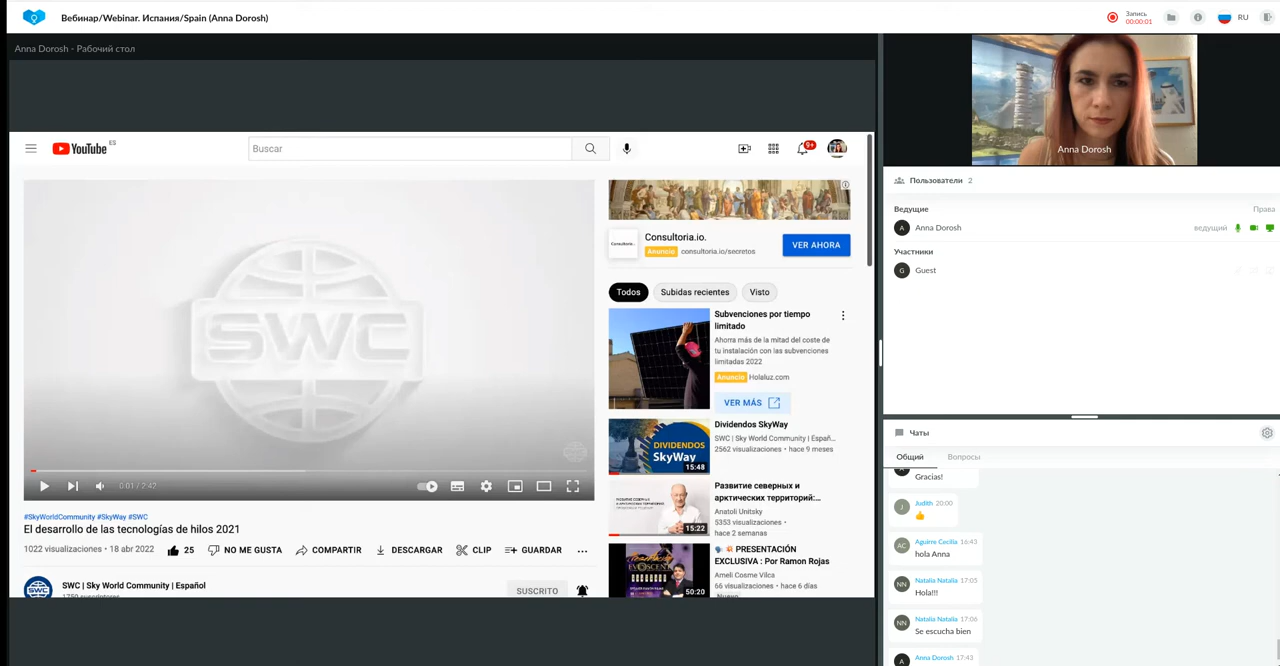 Вебинар/Webinar. Испания/Spain (Anna Dorosh)
Запись
00:00:01
RU
Anna Dorosh - Рабочий стол
YouTube ES
Buscar
9+
SWC
0:01 / 2:42
#SkyWorldCommunity #SkyWay #SWC
El desarrollo de las tecnologías de hilos 2021
1022 visualizaciones • 18 abr 2022
25
NO ME GUSTA
COMPARTIR
DESCARGAR
CLIP
GUARDAR
SWC | Sky World Community | Español
SUSCRITO
Consultoria.io.
Anuncio consultoria.io/secretos
VER AHORA
Todos
Subidas recientes
Visto
Subvenciones por tiempo
limitado
Ahorra más de la mitad del coste de
tu instalación con las subvenciones
limitadas 2022
Anuncio Holaluz.com
VER MÁS
DIVIDENDOS
SkyWay
15:48
Dividendos SkyWay
SWC | Sky World Community | Españ...
2562 visualizaciones • hace 9 meses
15:22
Развитие северных и
арктических территорий:...
Anatoli Unitsky
5353 visualizaciones •
hace 2 semanas
50:20
PRESENTACIÓN
EXCLUSIVA : Por Ramon Rojas
Ameli Cosme Vilca
66 visualizaciones • hace 6 días
Nuevo
Anna Dorosh
Пользователи 2
Ведущие
Права
A
Anna Dorosh
ведущий
Участники
G
Guest
Чаты
Общий
Вопросы
Gracias!
J
Judith 20:00
AC
Aguirre Cecilia 16:43
hola Anna
NN
Natalia Natalia 17:05
Hola!!!
NN
Natalia Natalia 17:06
Se escucha bien
A
Anna Dorosh 17:43